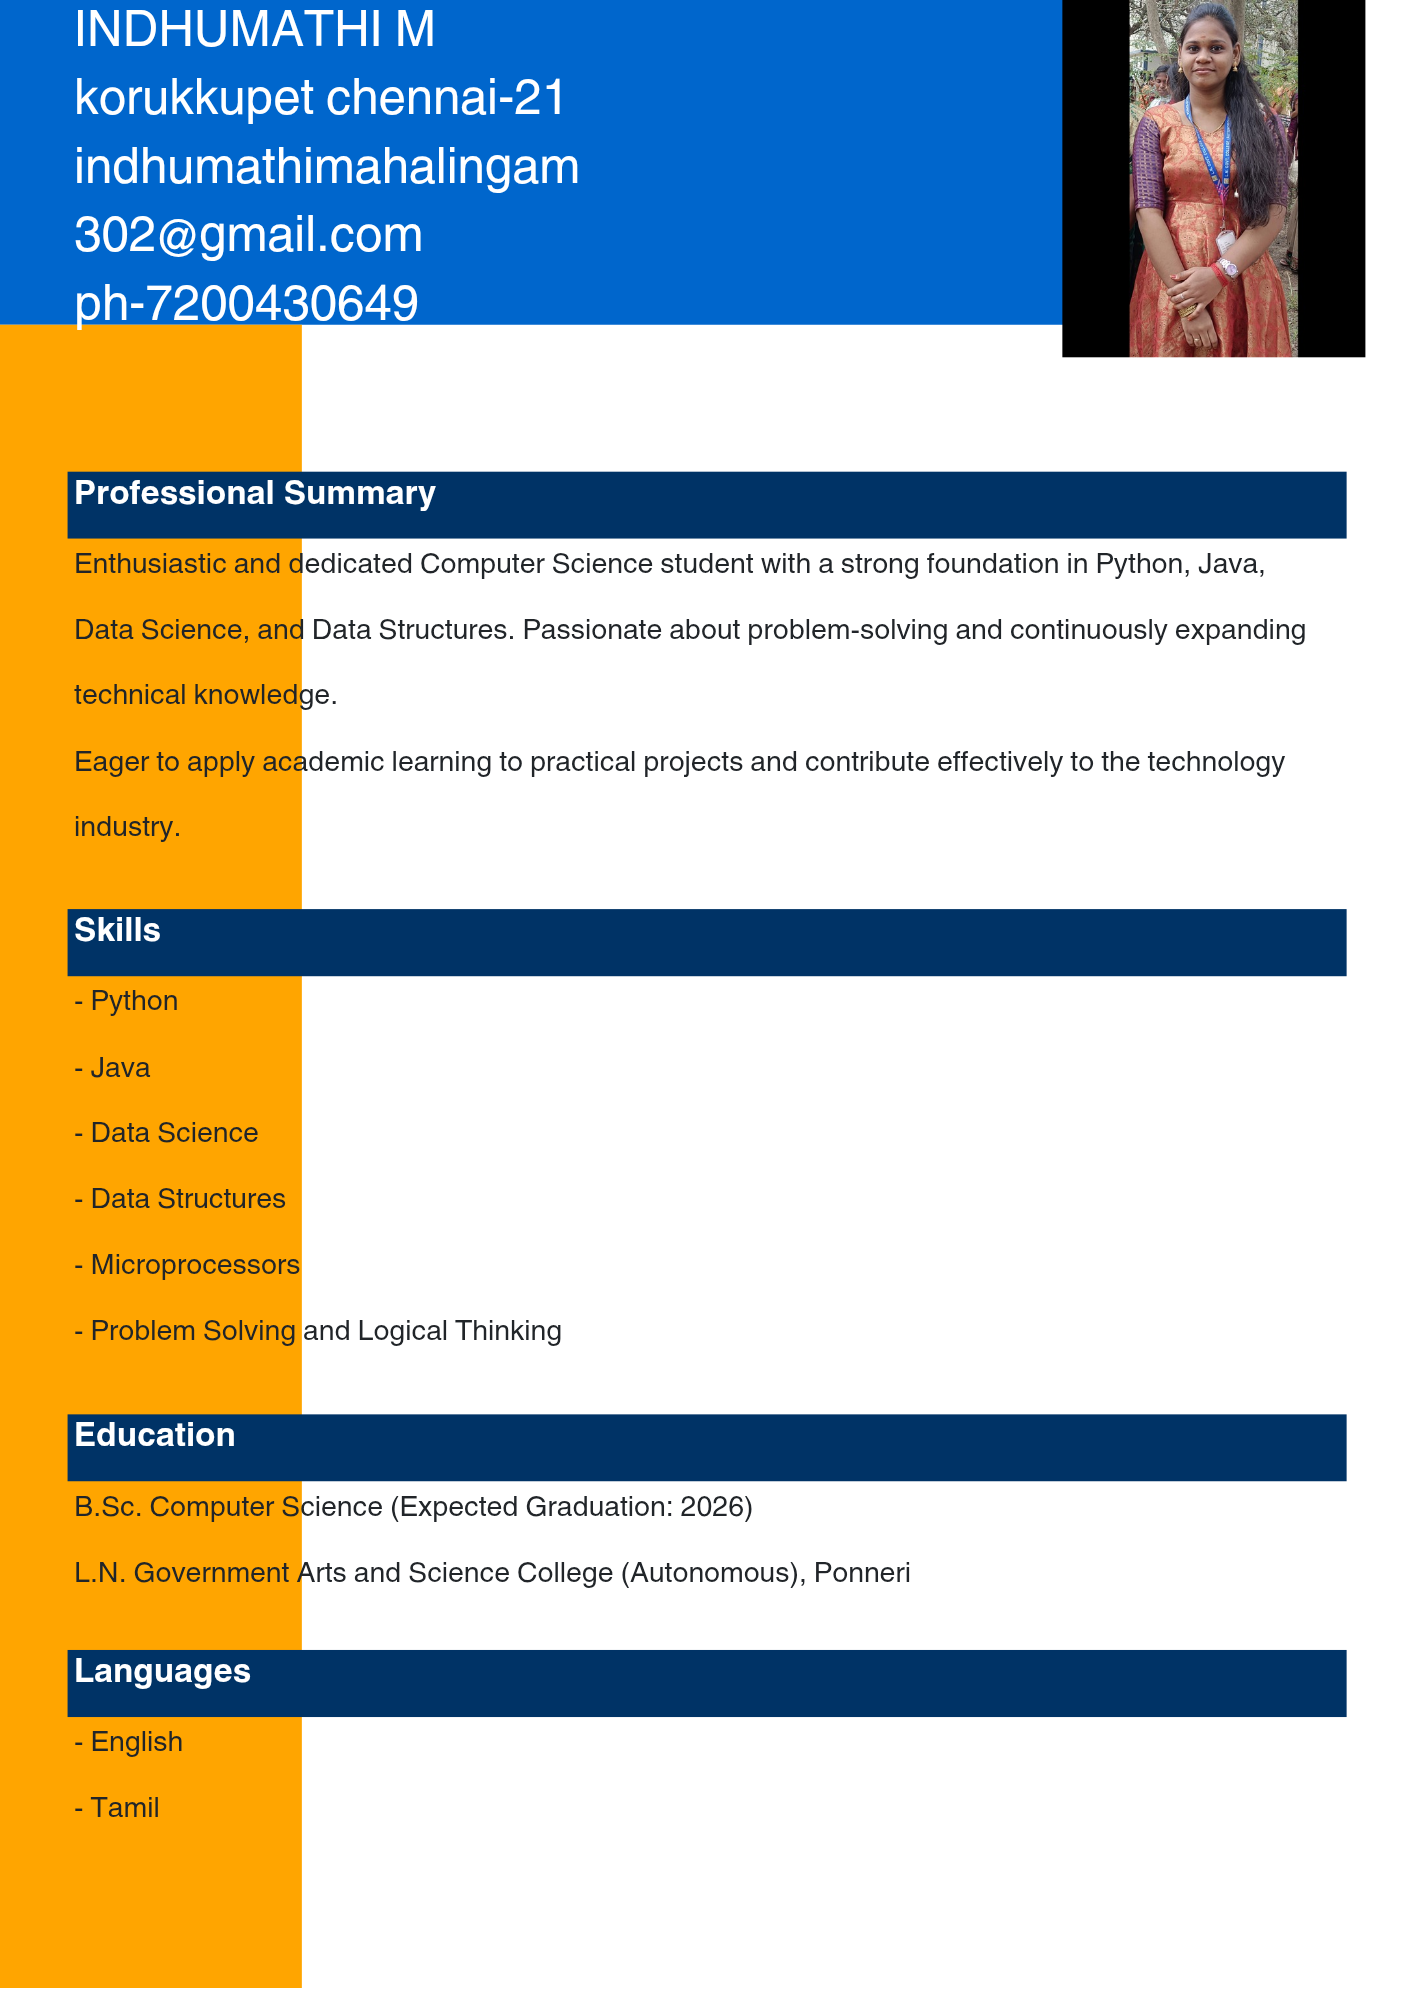 INDHUMATHI M
korukkupet chennai-21
indhumathimahalingam
302@gmail.com
ph-7200430649
Professional Summary
Enthusiastic and dedicated Computer Science student with a strong foundation in Python, Java,
Data Science, and Data Structures. Passionate about problem-solving and continuously expanding
technical knowledge.
Eager to apply academic learning to practical projects and contribute effectively to the technology
industry.
Skills
- Python
- Java
- Data Science
- Data Structures
- Microprocessors
- Problem Solving and Logical Thinking
Education
B.Sc. Computer Science (Expected Graduation: 2026)
L.N. Government Arts and Science College (Autonomous), Ponneri
Languages
- English
- Tamil